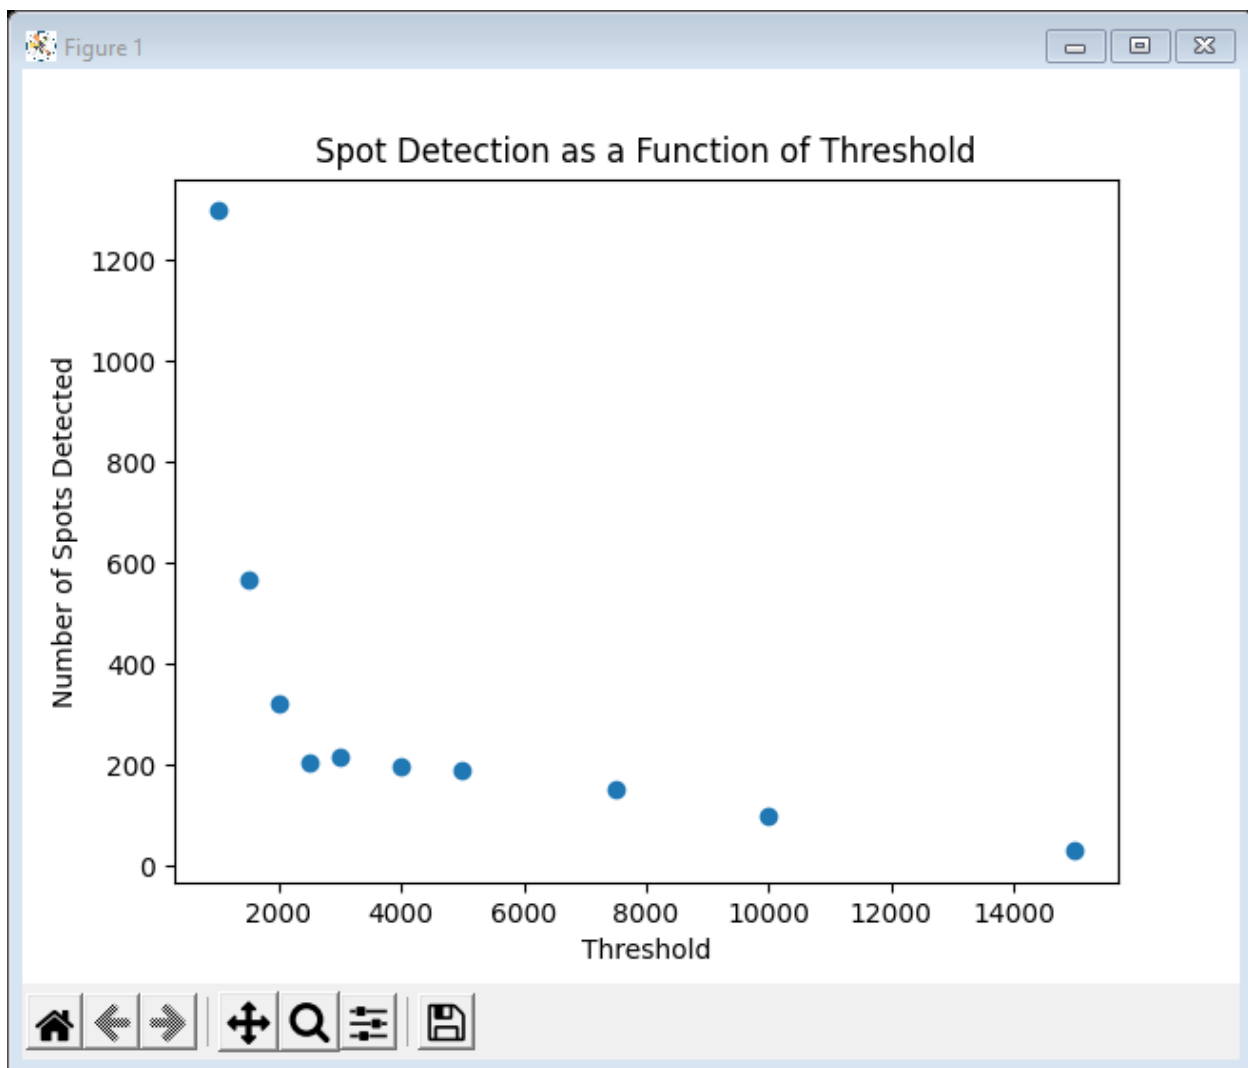 Figure 1
Spot Detection as a Function of Threshold
Number of Spots Detected
1200
1000
800
600
400
200
0
2000 4000 6000 8000 10000 12000 14000
Threshold